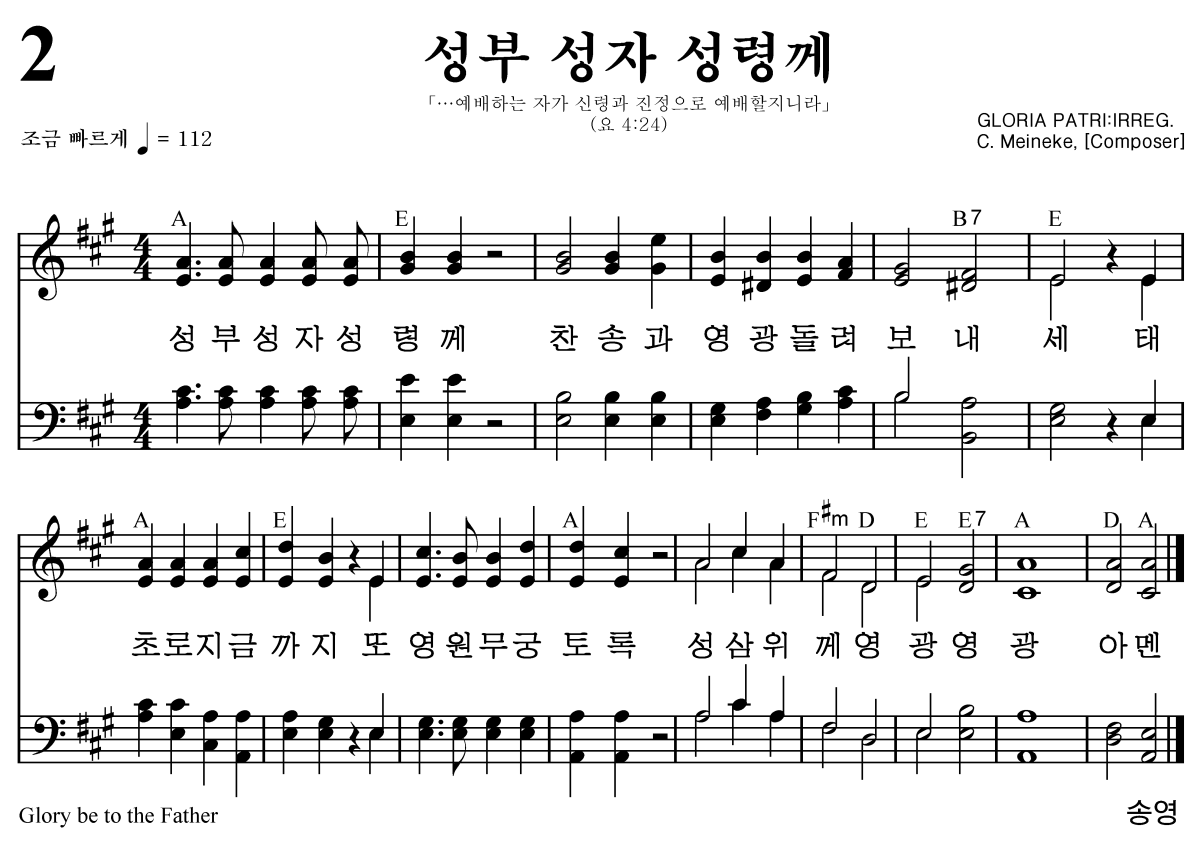 2
성부 성자 성령께
「…예배하는 자가 신령과 진정으로 예배할지니라」
(요 4:24)
조금 빠르게 ♩ = 112
GLORIA PATRI:IRREG.
C. Meineke, [Composer]
A E B7 E
4 4
성 부 성 자 성 령 께 찬 송 과 영 광 돌 려 보 내 세 태
4 4
A E A F#m D E E7 A D A
초 로 지 금 까 지 또 영 원 무 궁 토 록 성 삼 위 께 영 광 영 광 아 멘
Glory be to the Father
송영